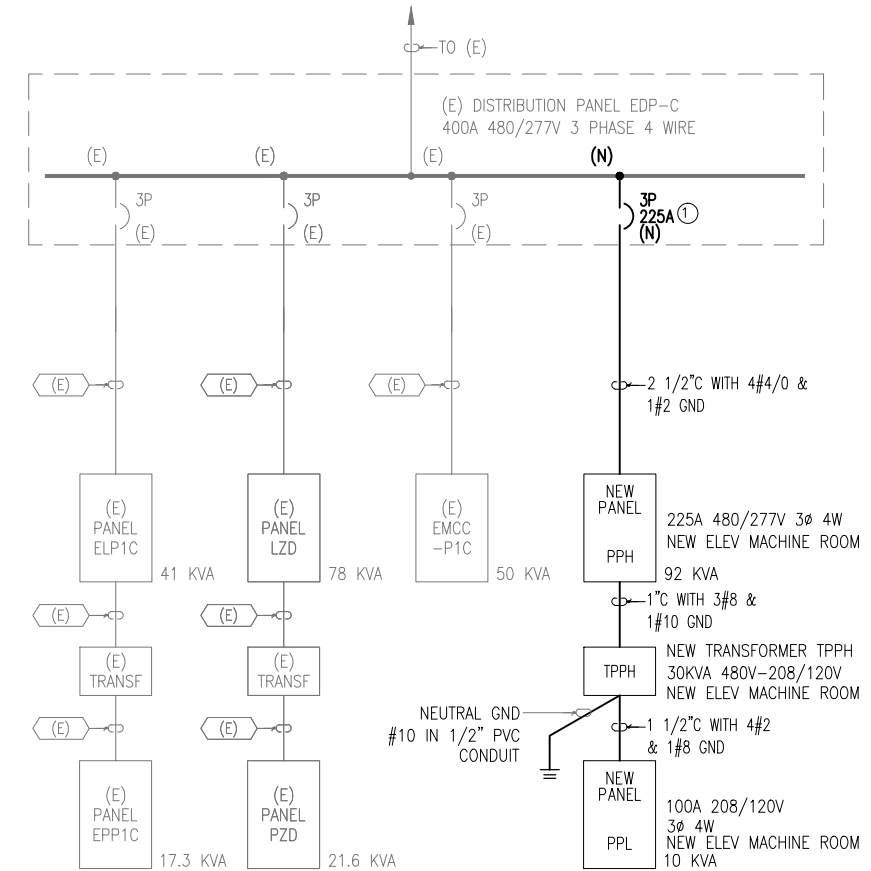 TO (E)
(E) DISTRIBUTION PANEL EDP-C
400A 480/277V 3 PHASE 4 WIRE
(E)
(E)
(E)
(N)
3P
(E)
3P
(E)
3P
(E)
3P
225A 1
(N)
(E)
(E)
(E)
2 1/2"C WITH 4#4/0 &
1#2 GND
(E)
PANEL
ELP1C
41 KVA
(E)
PANEL
LZD
78 KVA
(E)
EMCC
-P1C
50 KVA
NEW
PANEL
PPH
225A 480/277V 3ø 4W
NEW ELEV MACHINE ROOM
92 KVA
(E)
(E)
1"C WITH 3#8 &
1#10 GND
(E)
TRANSF
(E)
TRANSF
TPPH
NEW TRANSFORMER TPPH
30KVA 480V-208/120V
NEW ELEV MACHINE ROOM
(E)
(E)
NEUTRAL GND
#10 IN 1/2" PVC
CONDUIT
1 1/2"C WITH 4#2
& 1#8 GND
(E)
PANEL
EPP1C
17.3 KVA
(E)
PANEL
PZD
21.6 KVA
NEW
PANEL
PPL
100A 208/120V
3ø 4W
NEW ELEV MACHINE ROOM
10 KVA